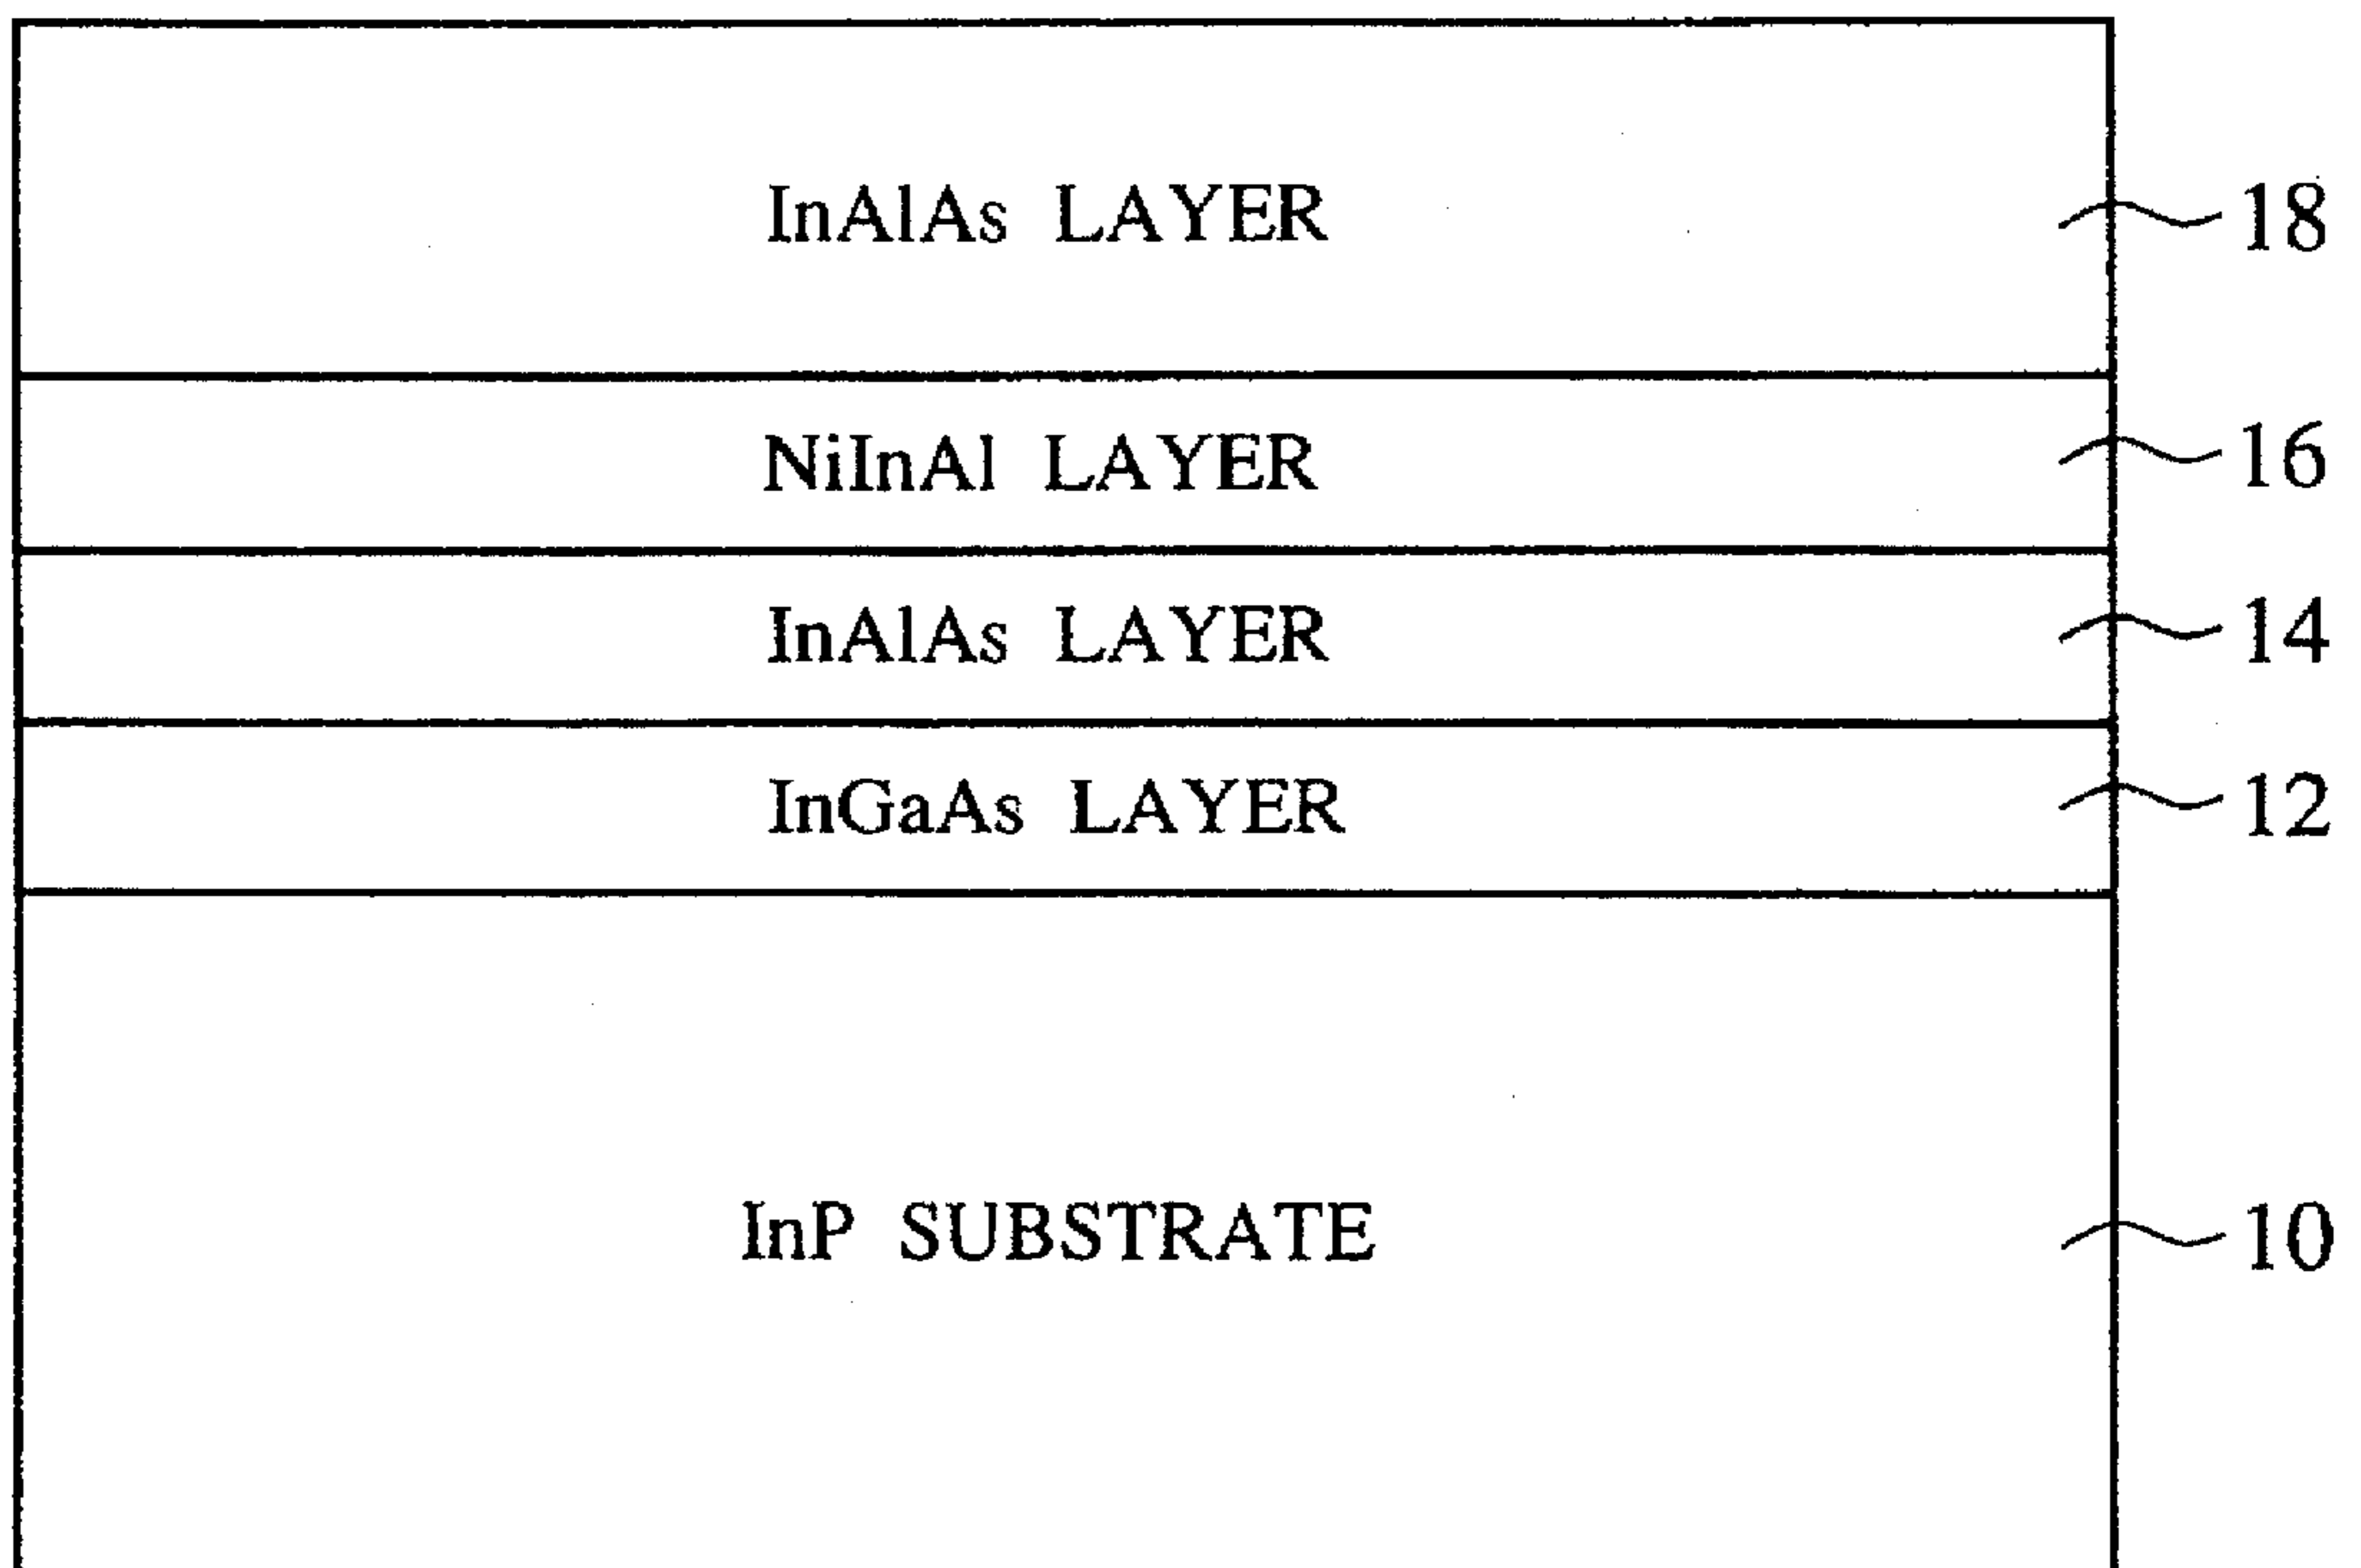 InAlAs LAYER 18
NiInAl LAYER 16
InAlAs LAYER 14
InGaAs LAYER 12
InP SUBSTRATE 10